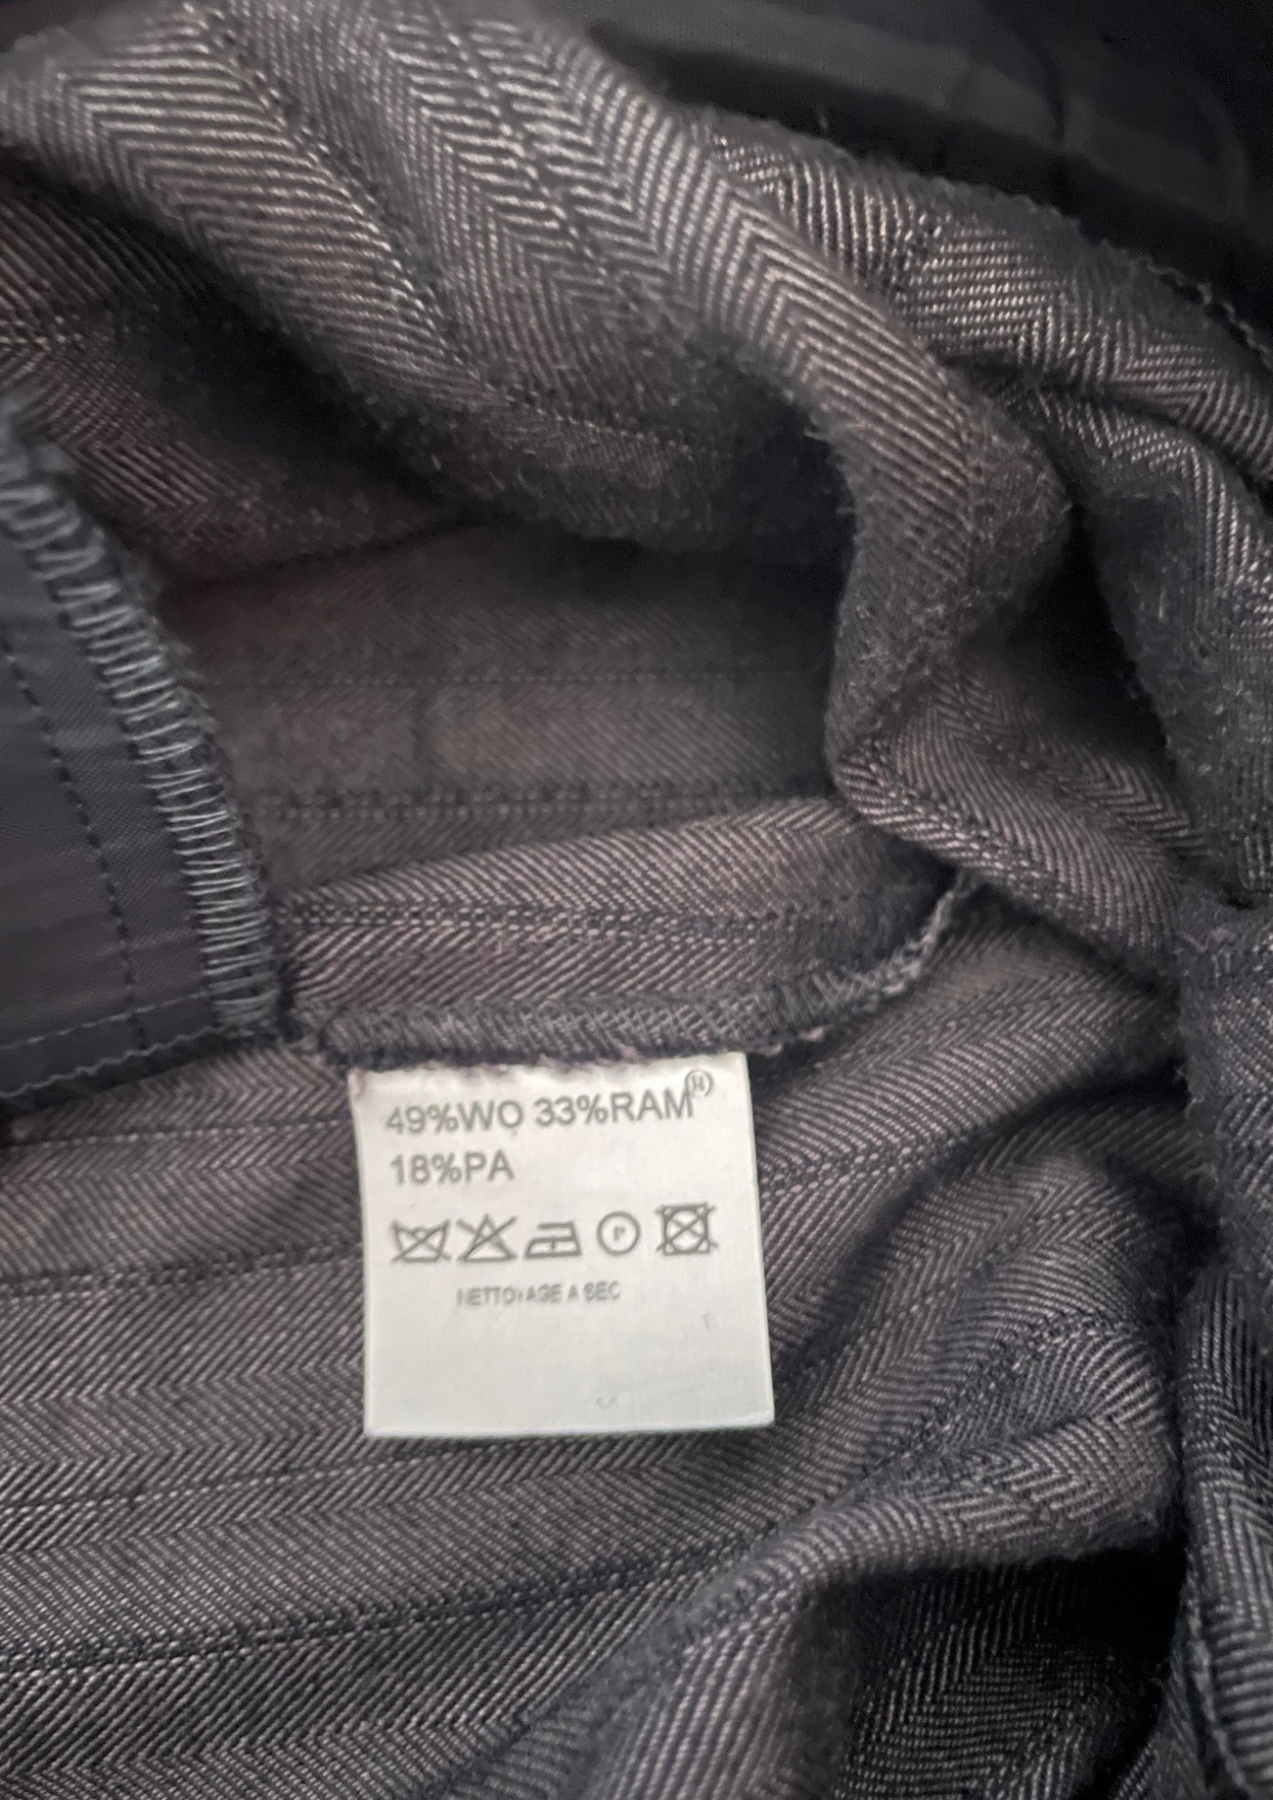 49%WO 33%RAM®
18%PA
P
NETTOYAGE A SEC